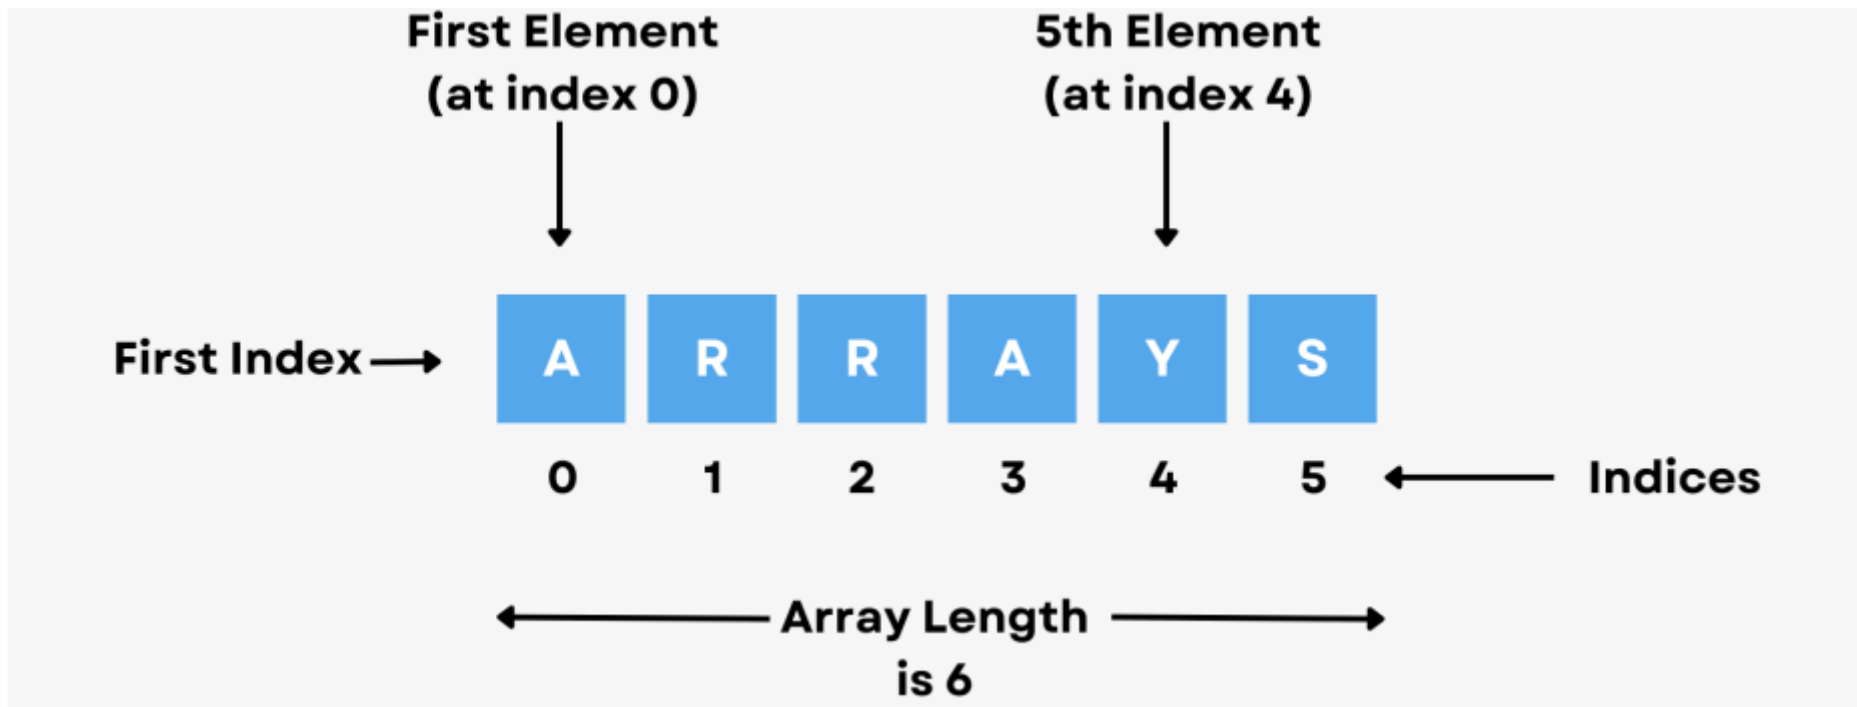 First Element
(at index 0)
5th Element
(at index 4)
First Index
A R R A Y S
0 1 2 3 4 5
Indices
Array Length
is 6